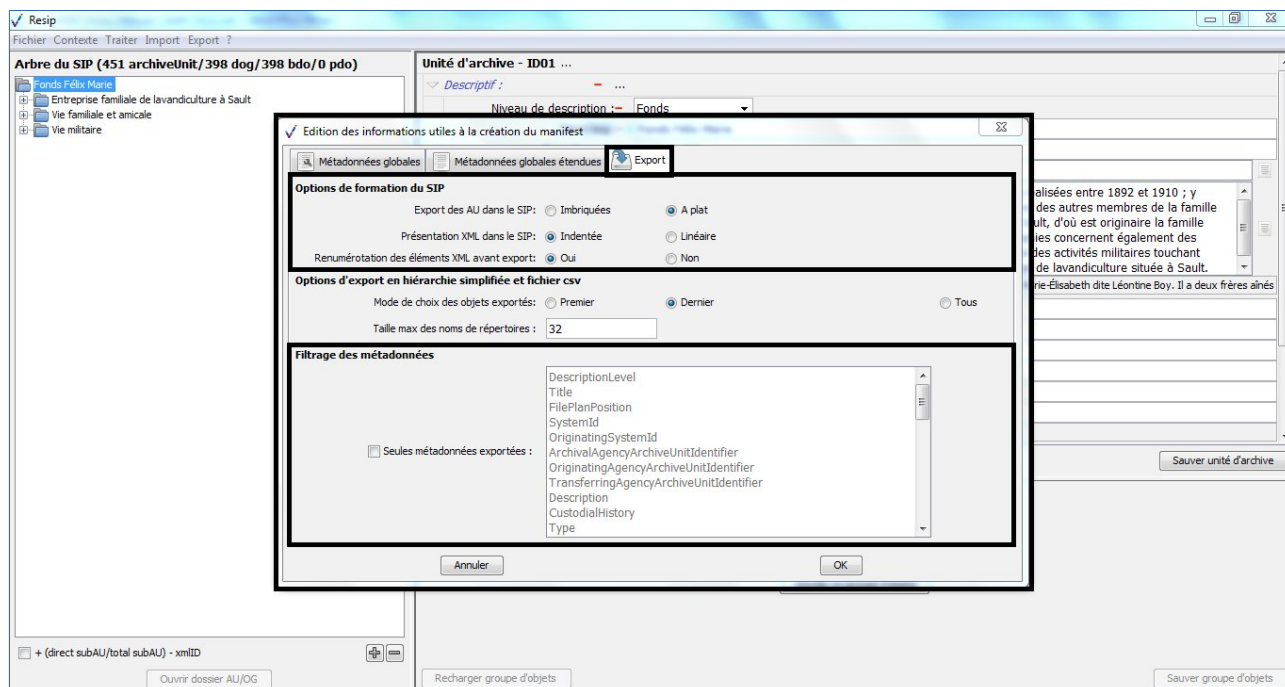 Resip
Fichier Contexte Traiter Import Export ?
Arbre du SIP (451 archiveUnit/398 dog/398 bdo/0 pdo)
Fonds Félix Marie
Entreprise familiale de lavandiculture à Sault
Vie familiale et amicale
Vie militaire
+ (direct subAU/total subAU) - xmlID
Ouvrir dossier AU/OG
Unité d'archive - ID01 ...
Descriptif : − ...
Niveau de description :− Fonds
Edition des informations utiles à la création du manifest
Métadonnées globales
Métadonnées globales étendues
Export
Options de formation du SIP
Export des AU dans le SIP: Imbriquées A plat
Présentation XML dans le SIP: Indentée Linéaire
Renumérotation des éléments XML avant export: Oui Non
Options d'export en hiérarchie simplifiée et fichier csv
Mode de choix des objets exportés: Premier Dernier Tous
Taille max des noms de répertoires : 32
Filtrage des métadonnées
Seules métadonnées exportées :
DescriptionLevel
Title
FilePlanPosition
SystemId
OriginatingSystemId
ArchivalAgencyArchiveUnitIdentifier
OriginatingAgencyArchiveUnitIdentifier
TransferringAgencyArchiveUnitIdentifier
Description
CustodialHistory
Type
Annuler OK
alisées entre 1892 et 1910 ; y
des autres membres de la famille
ult, d'où est originaire la famille
ies concernent également des
des activités militaires touchant
de lavandiculture située à Sault.
rie-Élisabeth dite Léontine Boy. Il a deux frères aînés
Sauver unité d'archive
Recharger groupe d'objets
Sauver groupe d'objets